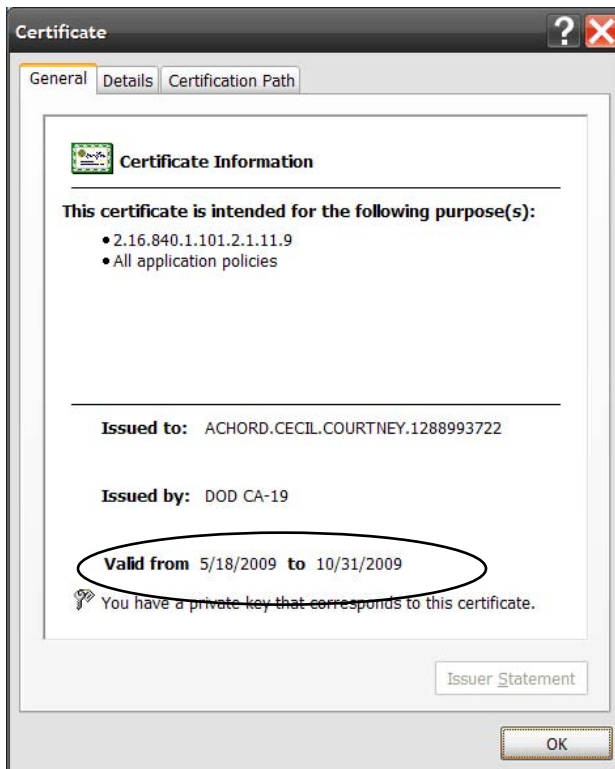 Certificate
General Details Certification Path
Certificate Information
This certificate is intended for the following purpose(s):
• 2.16.840.1.101.2.1.11.9
• All application policies
Issued to: ACHORD.CECIL.COURTNEY.1288993722
Issued by: DOD CA-19
Valid from 5/18/2009 to 10/31/2009
You have a private key that corresponds to this certificate.
Issuer Statement
OK